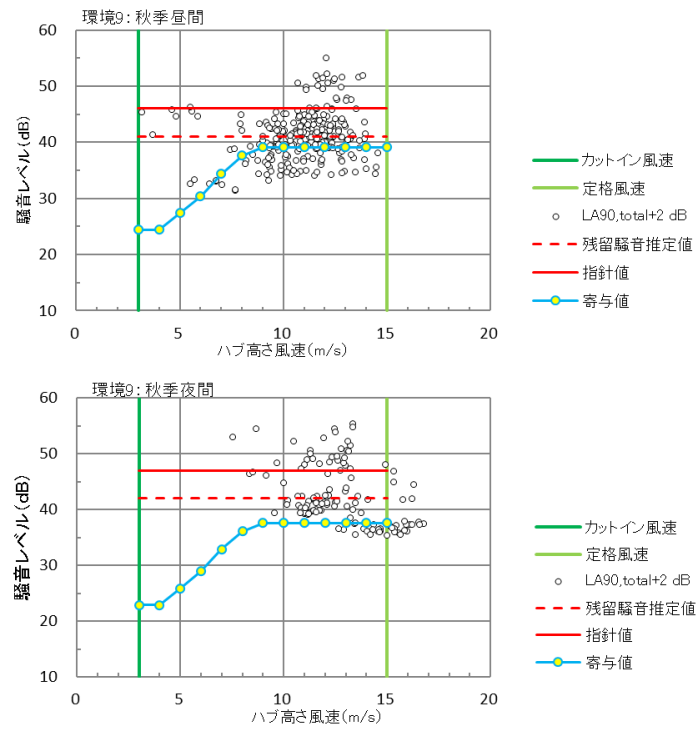 環境9：秋季昼間
60
50
40
30
20
10
騒音レベル(dB)
0
5
10
15
20
ハブ高さ風速(m/s)
カットイン風速
定格風速
LA90,total+2 dB
残留騒音推定値
指針値
寄与値
環境9：秋季夜間
60
50
40
30
20
10
騒音レベル(dB)
0
5
10
15
20
ハブ高さ風速(m/s)
カットイン風速
定格風速
LA90,total+2 dB
残留騒音推定値
指針値
寄与値